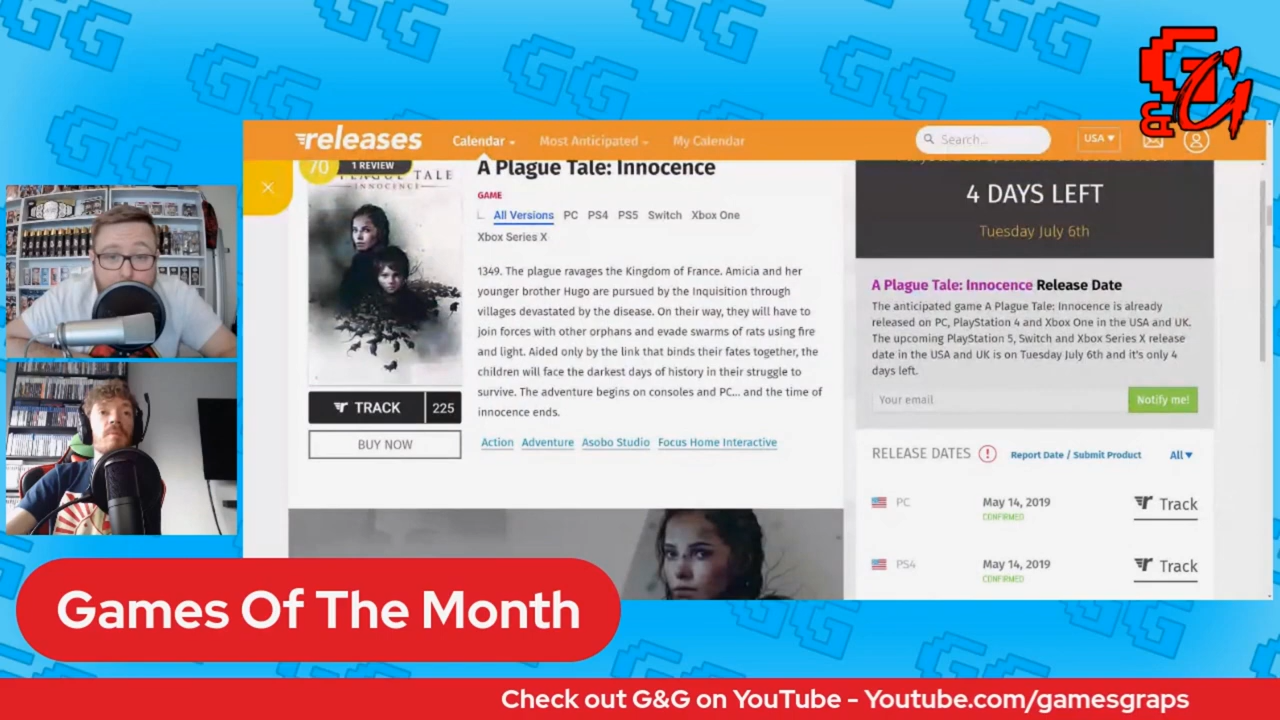 releases
Calendar
Most Anticipated
My Calendar
Search...
USA
70
1 REVIEW
PLAGUE TALE
INNOCENCE
TRACK
225
BUY NOW
A Plague Tale: Innocence
GAME
All Versions PC PS4 PS5 Switch Xbox One
Xbox Series X
1349. The plague ravages the Kingdom of France. Amicia and her
younger brother Hugo are pursued by the Inquisition through
villages devastated by the disease. On their way, they will have to
join forces with other orphans and evade swarms of rats using fire
and light. Aided only by the link that binds their fates together, the
children will face the darkest days of history in their struggle to
survive. The adventure begins on consoles and PC... and the time of
innocence ends.
Action Adventure Asobo Studio Focus Home Interactive
4 DAYS LEFT
Tuesday July 6th
A Plague Tale: Innocence Release Date
The anticipated game A Plague Tale: Innocence is already
released on PC, PlayStation 4 and Xbox One in the USA and UK.
The upcoming PlayStation 5, Switch and Xbox Series X release
date in the USA and UK is on Tuesday July 6th and it's only 4
days left.
Your email
Notify me!
RELEASE DATES
Report Date / Submit Product
All
PC
May 14, 2019
CONFIRMED
Track
PS4
May 14, 2019
CONFIRMED
Track
Games Of The Month
Check out G&G on YouTube - Youtube.com/gamesgraps